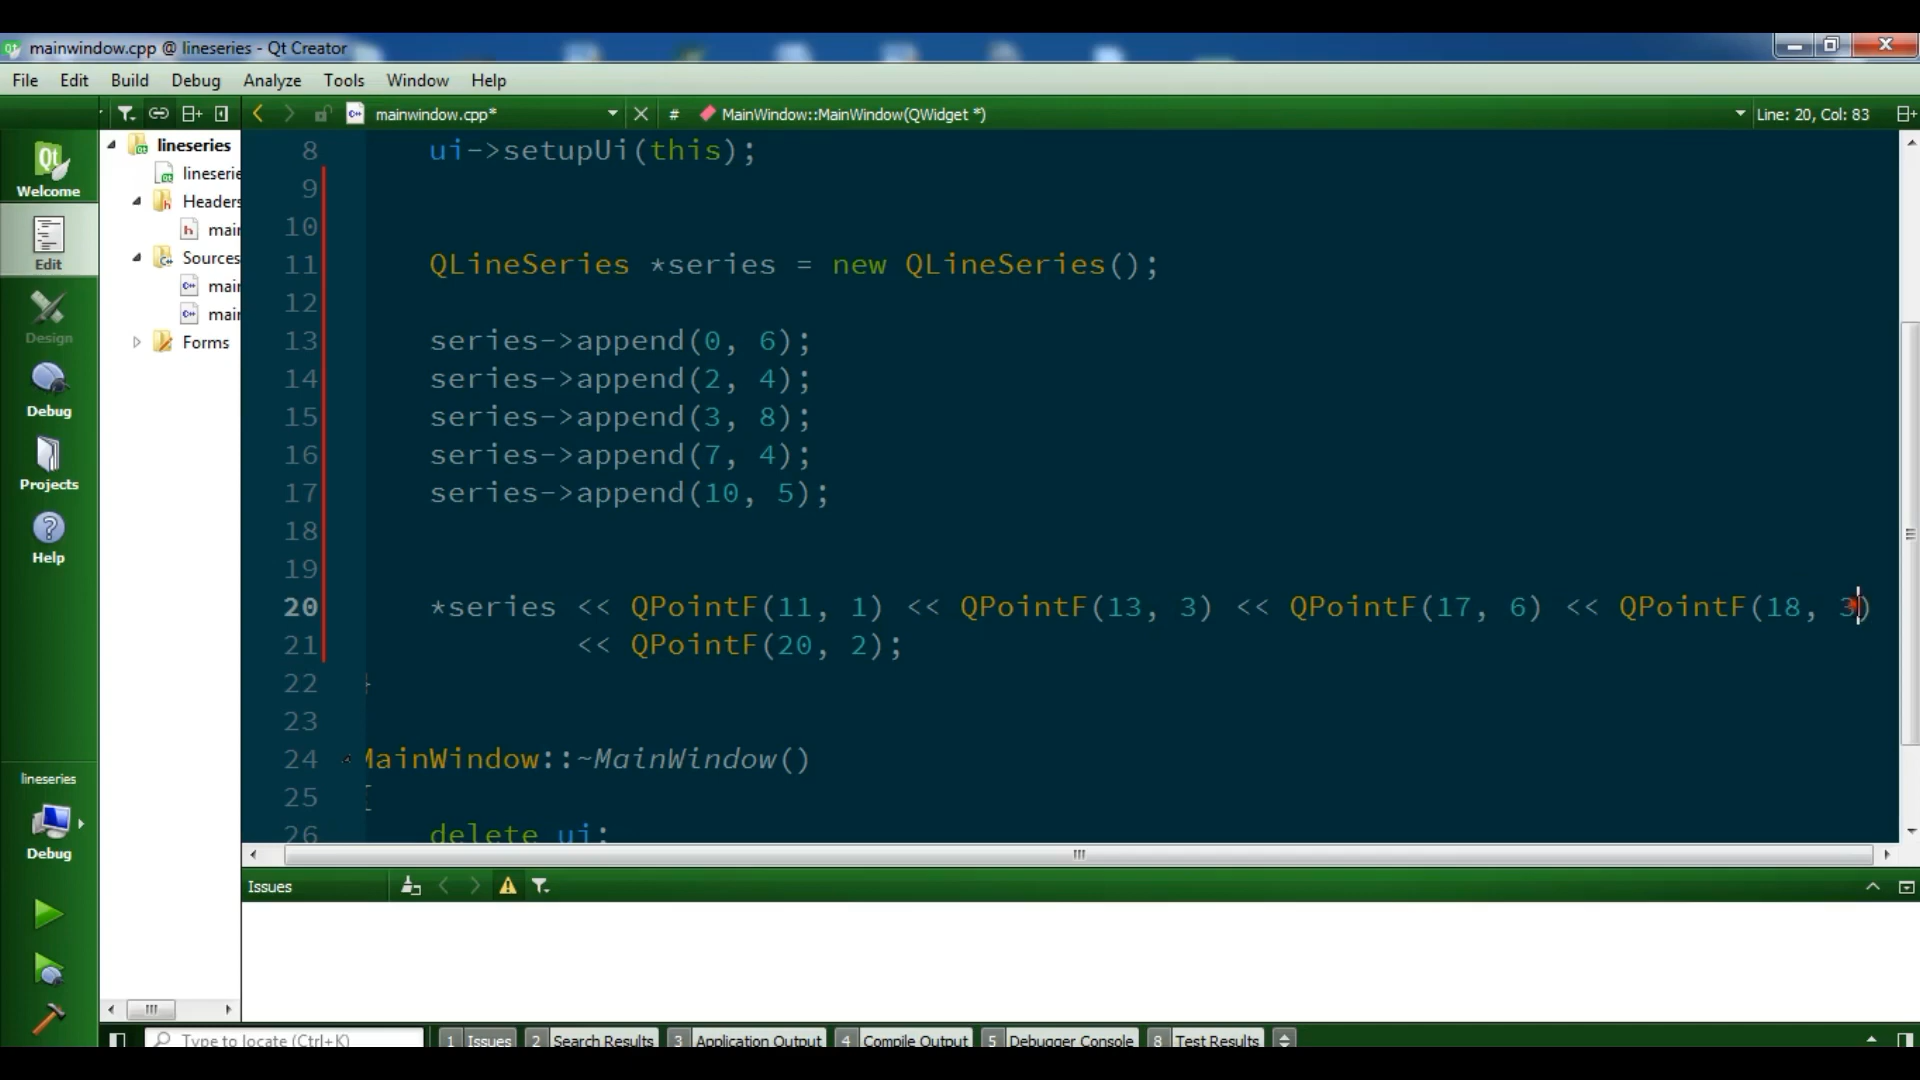 mainwindow.cpp @ lineseries - Qt Creator
File Edit Build Debug Analyze Tools Window Help
mainwindow.cpp* # MainWindow::MainWindow(QWidget *) Line: 20, Col: 83
Welcome
Edit
Design
Debug
Projects
Help
lineseries
Debug
lineseries
lineserie
Headers
main
Sources
main
main
Forms
8 ui->setupUi(this);
9
10
11 QLineSeries *series = new QLineSeries();
12
13 series->append(0, 6);
14 series->append(2, 4);
15 series->append(3, 8);
16 series->append(7, 4);
17 series->append(10, 5);
18
19
20 *series << QPointF(11, 1) << QPointF(13, 3) << QPointF(17, 6) << QPointF(18, 3)
21 << QPointF(20, 2);
22 }
23
24 MainWindow::~MainWindow()
25 {
26 delete ui;
Issues
Type to locate (Ctrl+K) 1 Issues 2 Search Results 3 Application Output 4 Compile Output 5 Debugger Console 8 Test Results